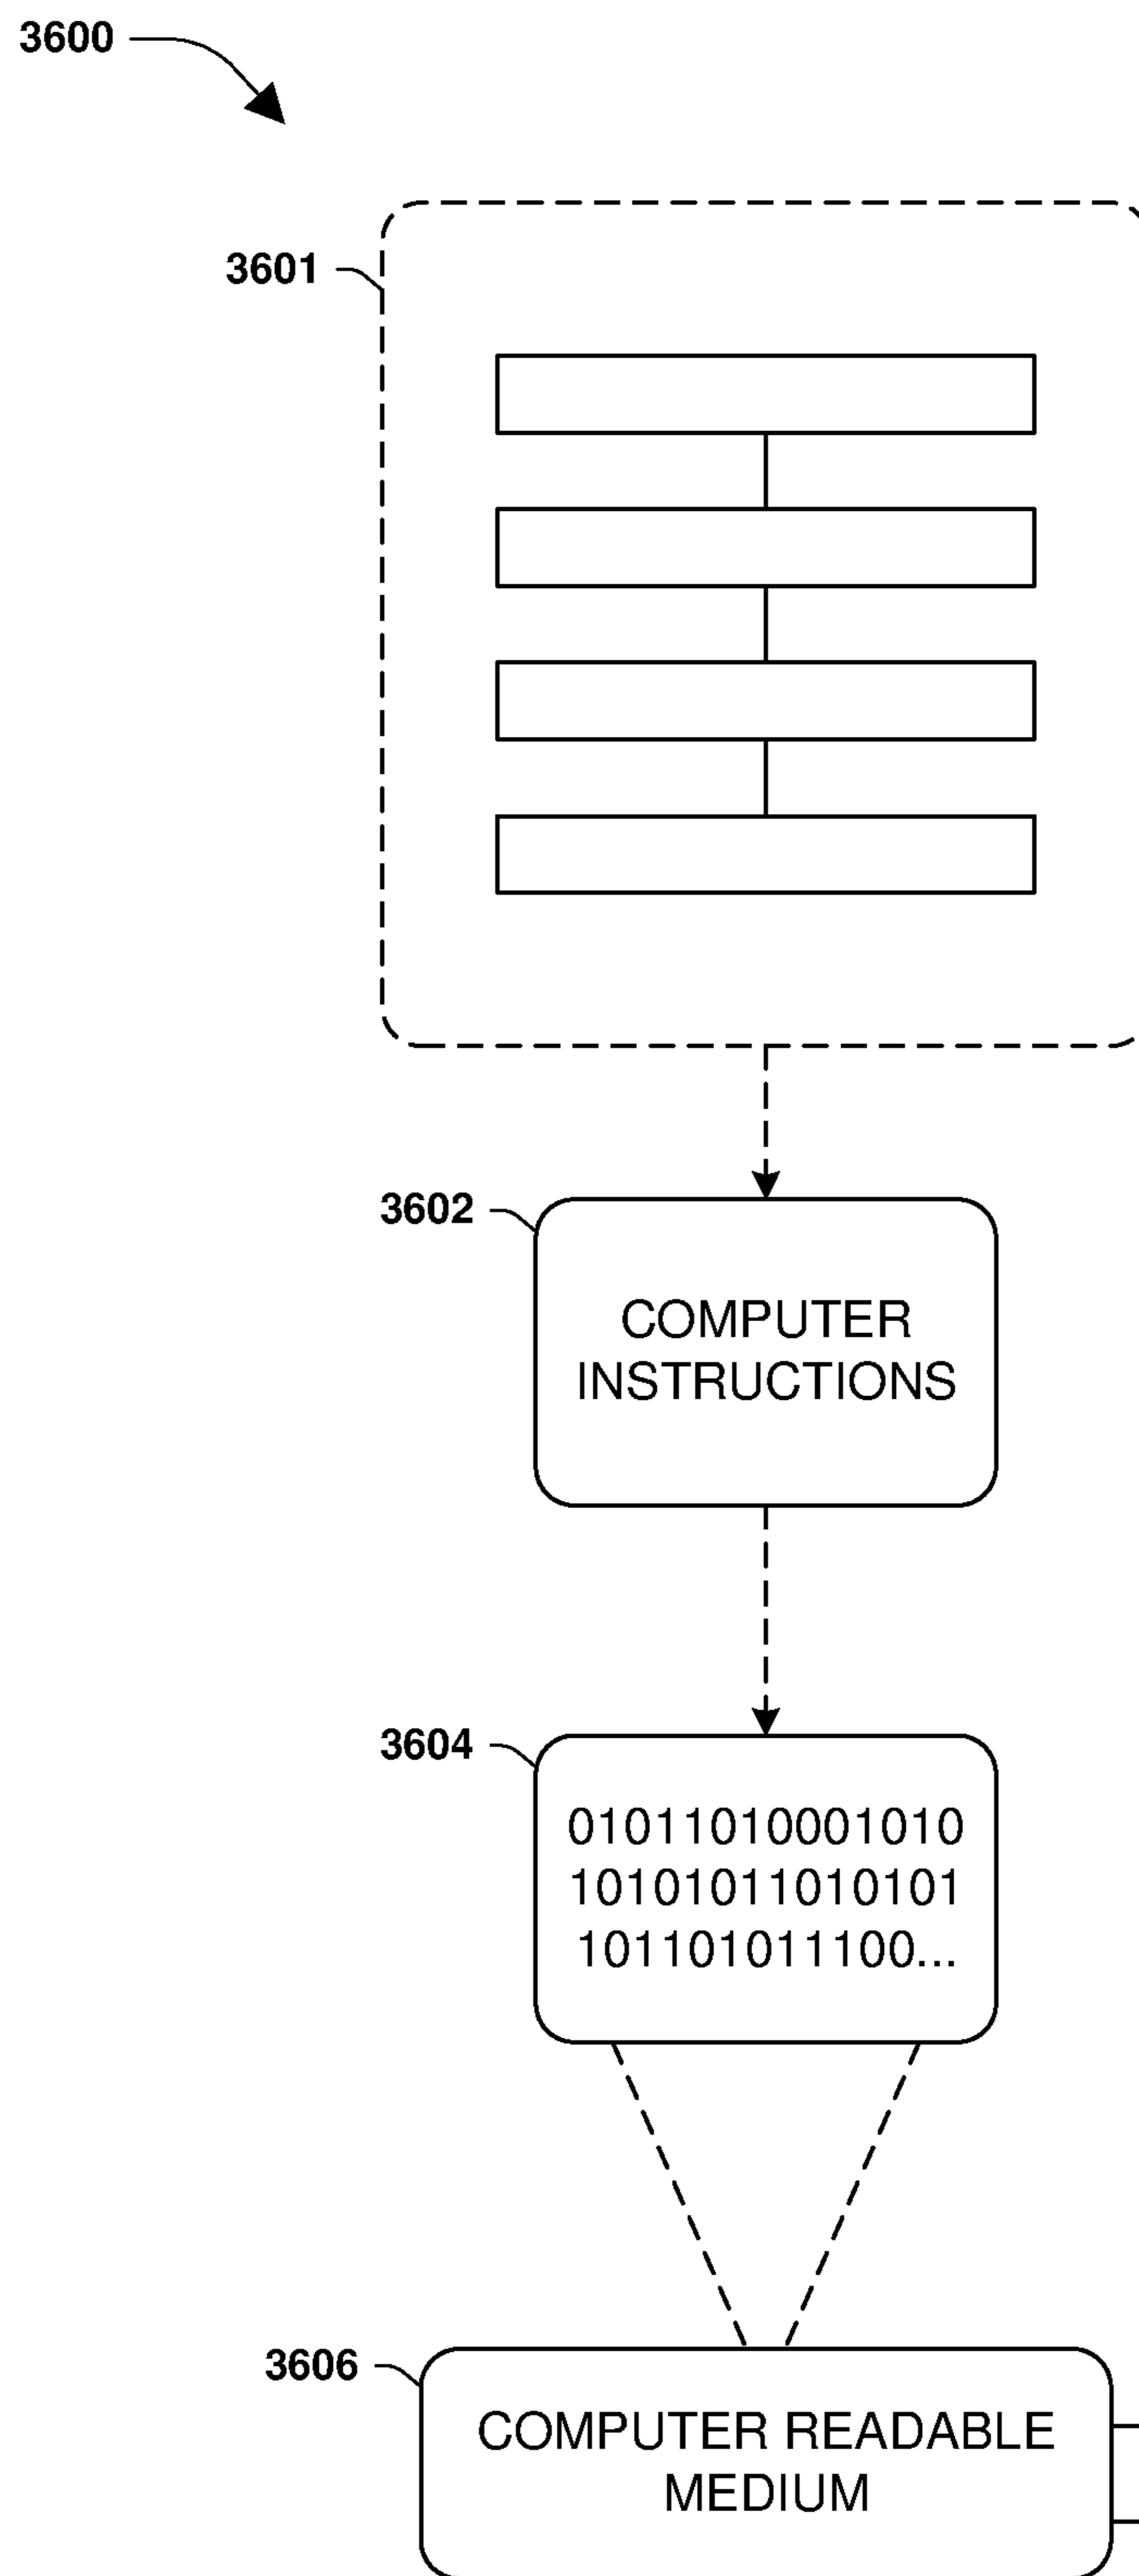 3600
3601
3602
COMPUTER
INSTRUCTIONS
3604
01011010001010
10101011010101
101101011100...
3606
COMPUTER READABLE
MEDIUM